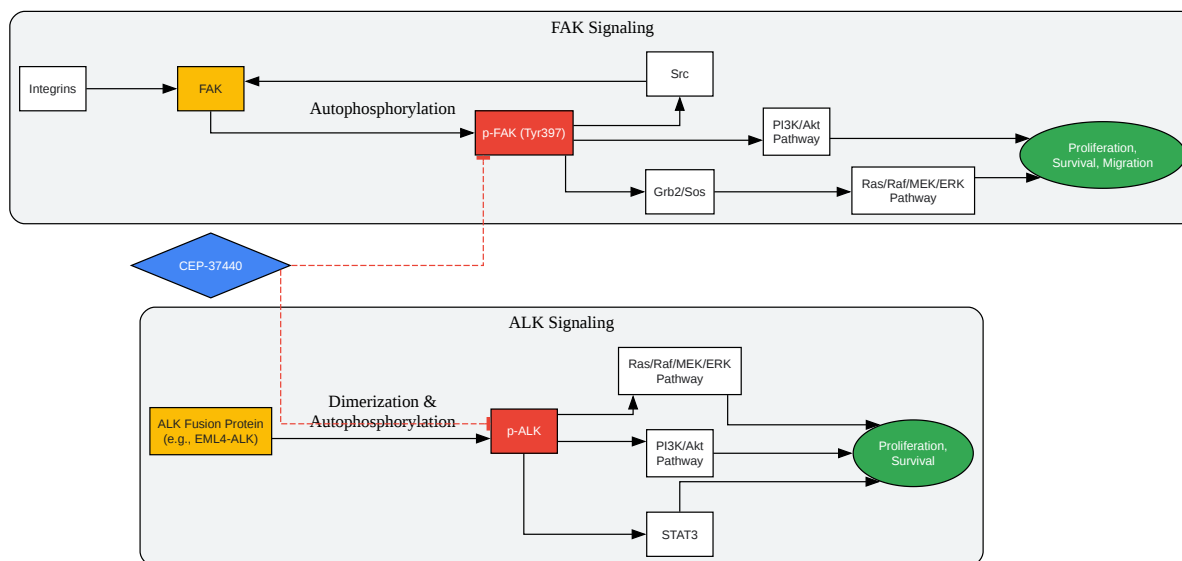 FAK Signaling
Integrins
FAK
Src
Autophosphorylation
p-FAK (Tyr397)
PI3K/Akt
Pathway
Proliferation,
Survival, Migration
Grb2/Sos
Ras/Raf/MEK/ERK
Pathway
CEP-37440
ALK Signaling
Ras/Raf/MEK/ERK
Pathway
Dimerization &
Autophosphorylation
ALK Fusion Protein
(e.g., EML4-ALK)
p-ALK
PI3K/Akt
Pathway
Proliferation,
Survival
STAT3